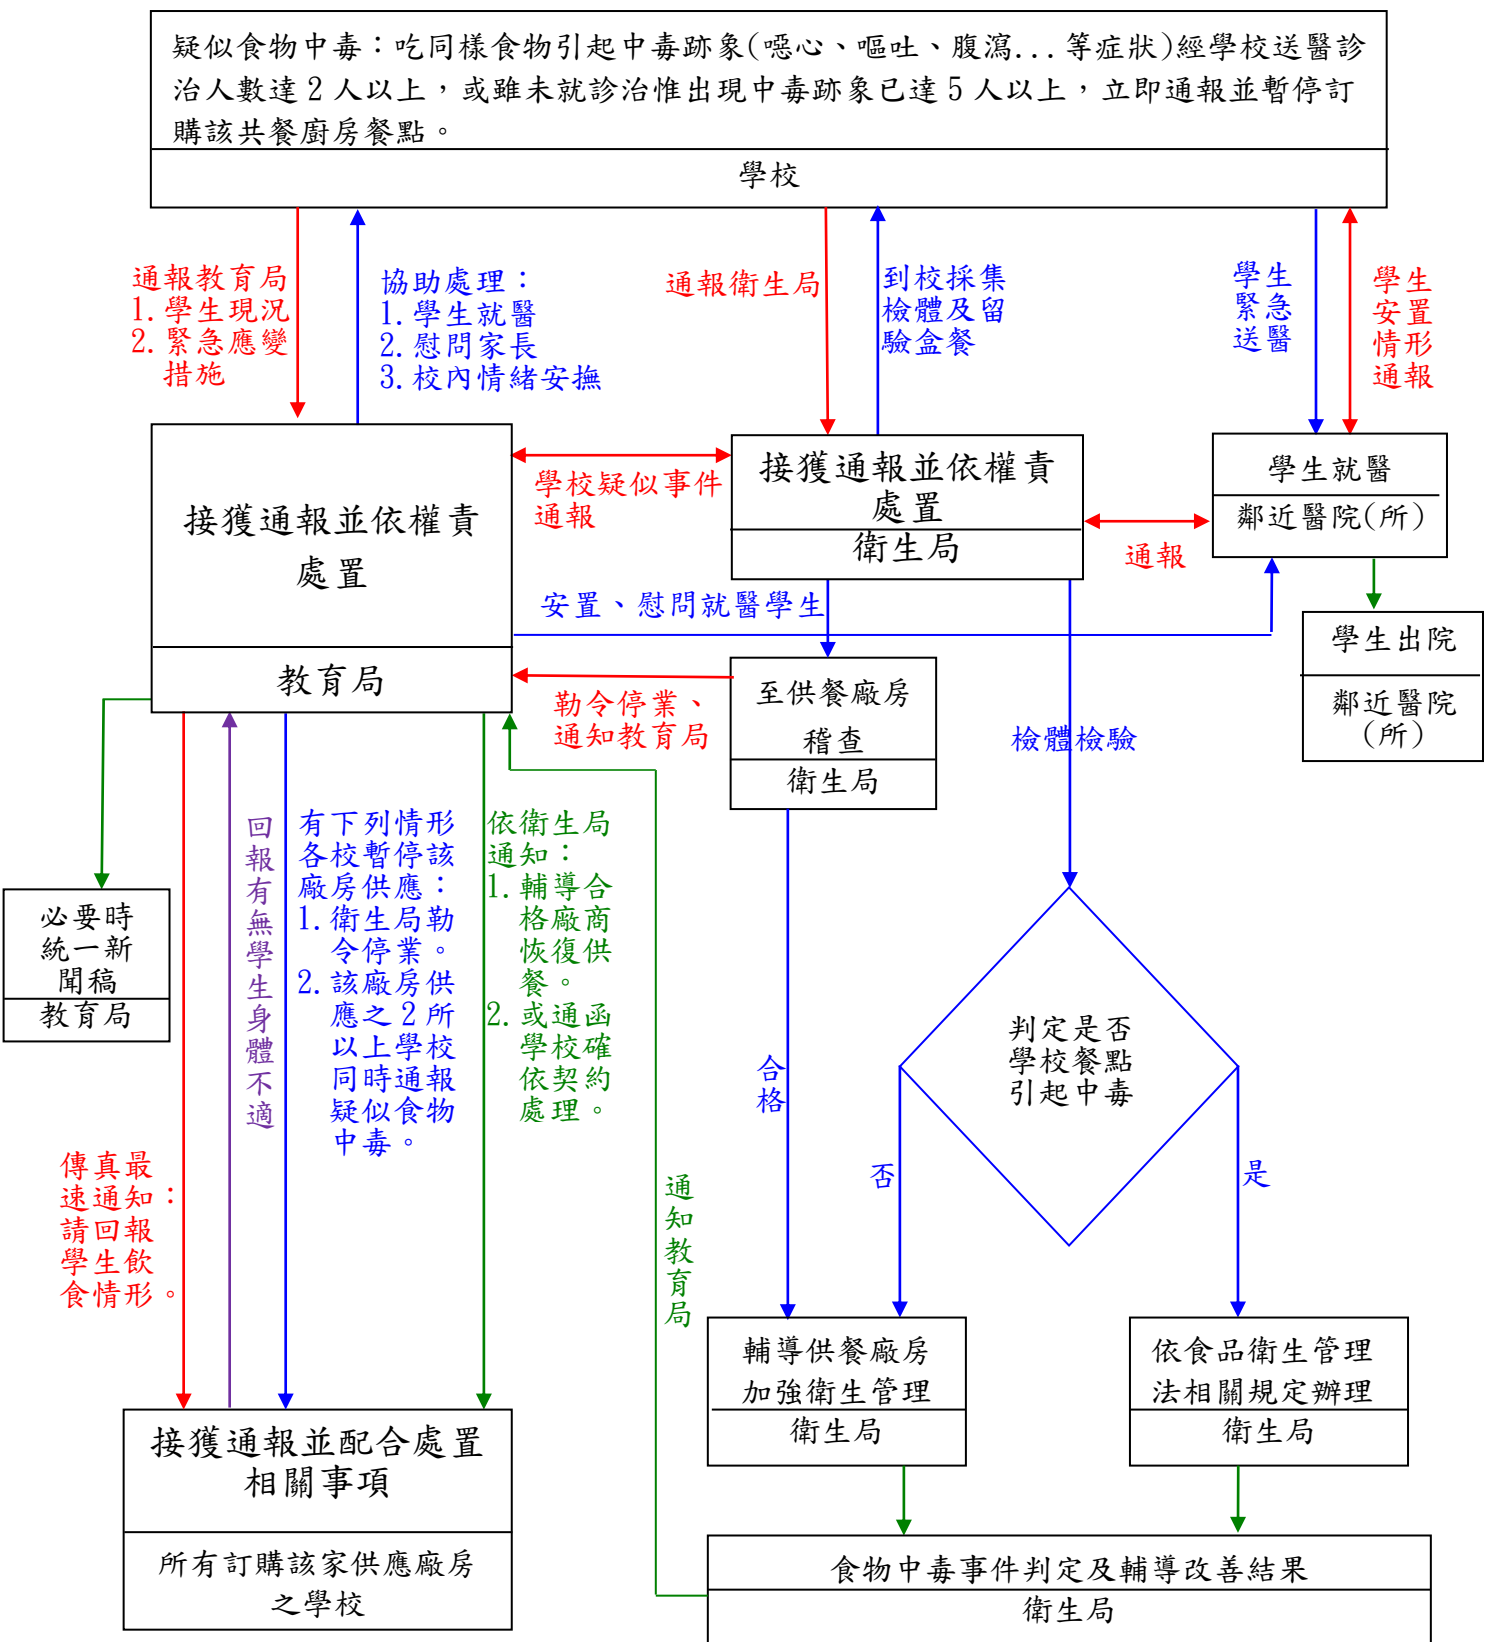 疑似食物中毒：吃同樣食物引起中毒跡象(噁心、嘔吐、腹瀉...等症狀)經學校送醫診
治人數達2人以上，或雖未就診治惟出現中毒跡象已達5人以上，立即通報並暫停訂
購該共餐廚房餐點。
學校
通報教育局
1.學生現況
2.緊急應變
措施
協助處理：
1.學生就醫
2.慰問家長
3.校內情緒安撫
通報衛生局
到校採集
檢體及留
驗盒餐
學生
緊急
送醫
學生
安置
情形
通報
接獲通報並依權責
處置
教育局
學校疑似事件
通報
接獲通報並依權責
處置
衛生局
通報
學生就醫
鄰近醫院(所)
安置、慰問就醫學生
學生出院
鄰近醫院
(所)
勒令停業、
通知教育局
至供餐廠房
稽查
衛生局
檢體檢驗
必要時
統一新
聞稿
教育局
回報有無學生身體不適
有下列情形
各校暫停該
廠房供應：
1.衛生局勒
令停業。
2.該廠房供
應之2所
以上學校
同時通報
疑似食物
中毒。
依衛生局
通知：
1.輔導合
格廠商
恢復供
餐。
2.或通函
學校確
依契約
處理。
合格
判定是否
學校餐點
引起中毒
否
是
傳真最
速通知：
請回報
學生飲
食情形。
通知教育局
輔導供餐廠房
加強衛生管理
衛生局
依食品衛生管理
法相關規定辦理
衛生局
接獲通報並配合處置
相關事項
所有訂購該家供應廠房
之學校
食物中毒事件判定及輔導改善結果
衛生局